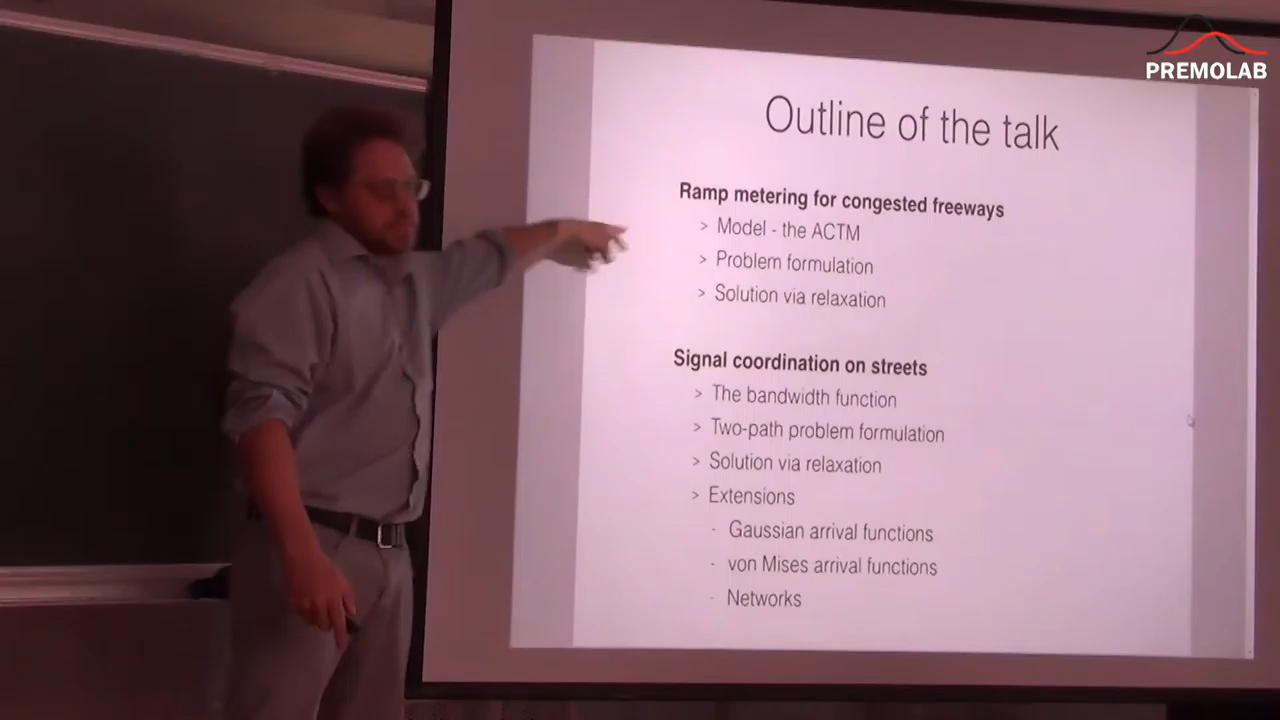 PREMOLAB
Outline of the talk
Ramp metering for congested freeways
> Model - the ACTM
> Problem formulation
> Solution via relaxation
Signal coordination on streets
> The bandwidth function
> Two-path problem formulation
> Solution via relaxation
> Extensions
- Gaussian arrival functions
- von Mises arrival functions
- Networks